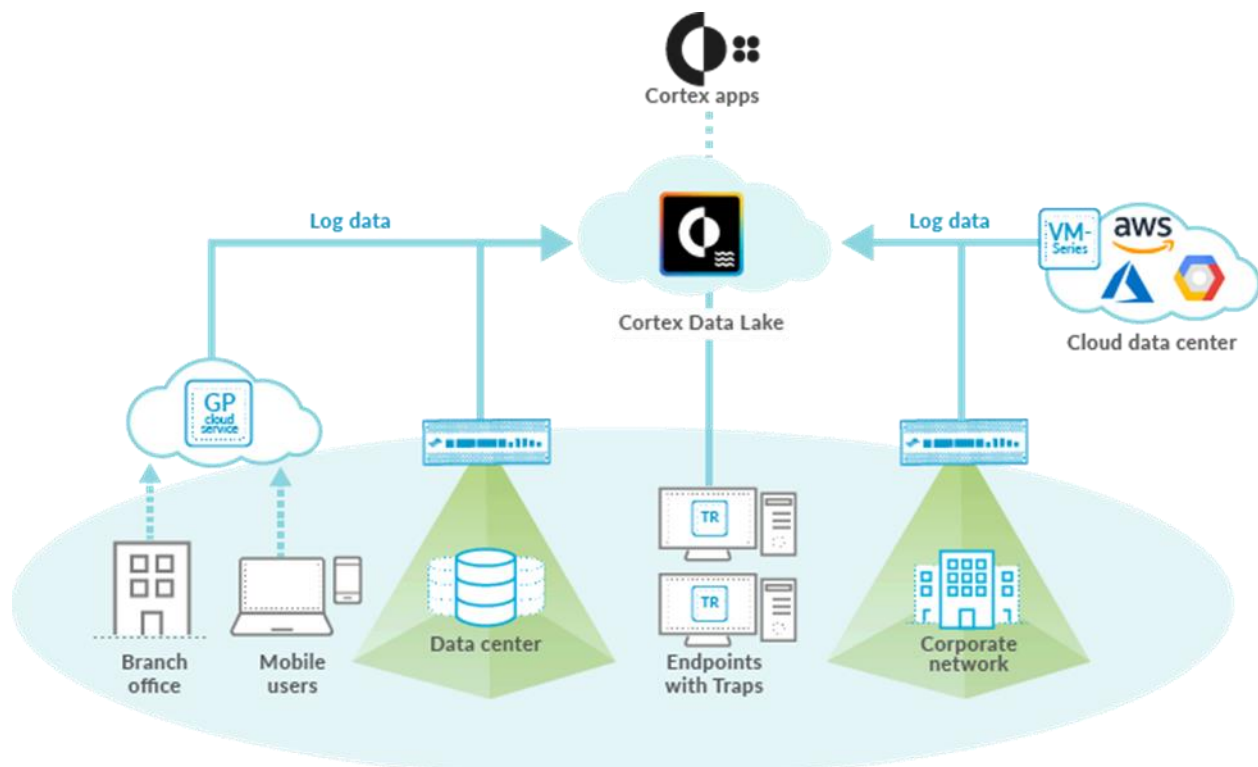 Cortex apps
Log data
Log data
VM-
Series
aws
Cortex Data Lake
Cloud data center
GP
cloud
service
TR
TR
Data center
Branch
office
Mobile
users
Endpoints
with Traps
Corporate
network